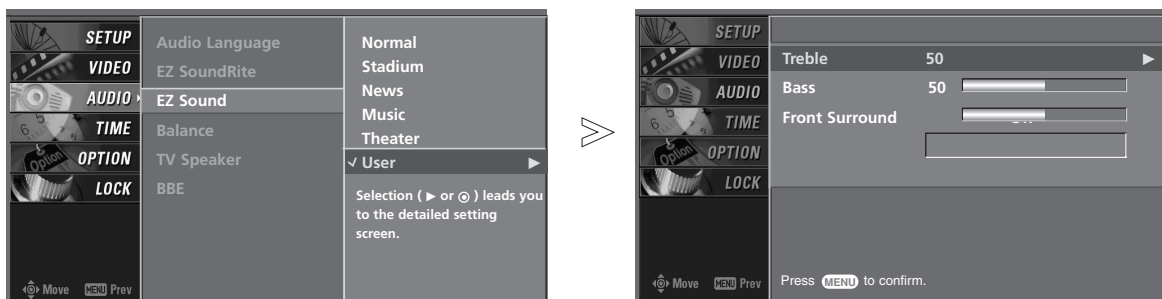 SETUP
VIDEO
AUDIO
TIME
OPTION
LOCK
Move MENU Prev
Audio Language
EZ SoundRite
EZ Sound
Balance
TV Speaker
BBE
Normal
Stadium
News
Music
Theater
✓ User ►
Selection ( ► or ⊙ ) leads you
to the detailed setting
screen.
SETUP
VIDEO
AUDIO
TIME
OPTION
LOCK
Move MENU Prev
Treble 50 ►
Bass 50
Front Surround
Press MENU to confirm.